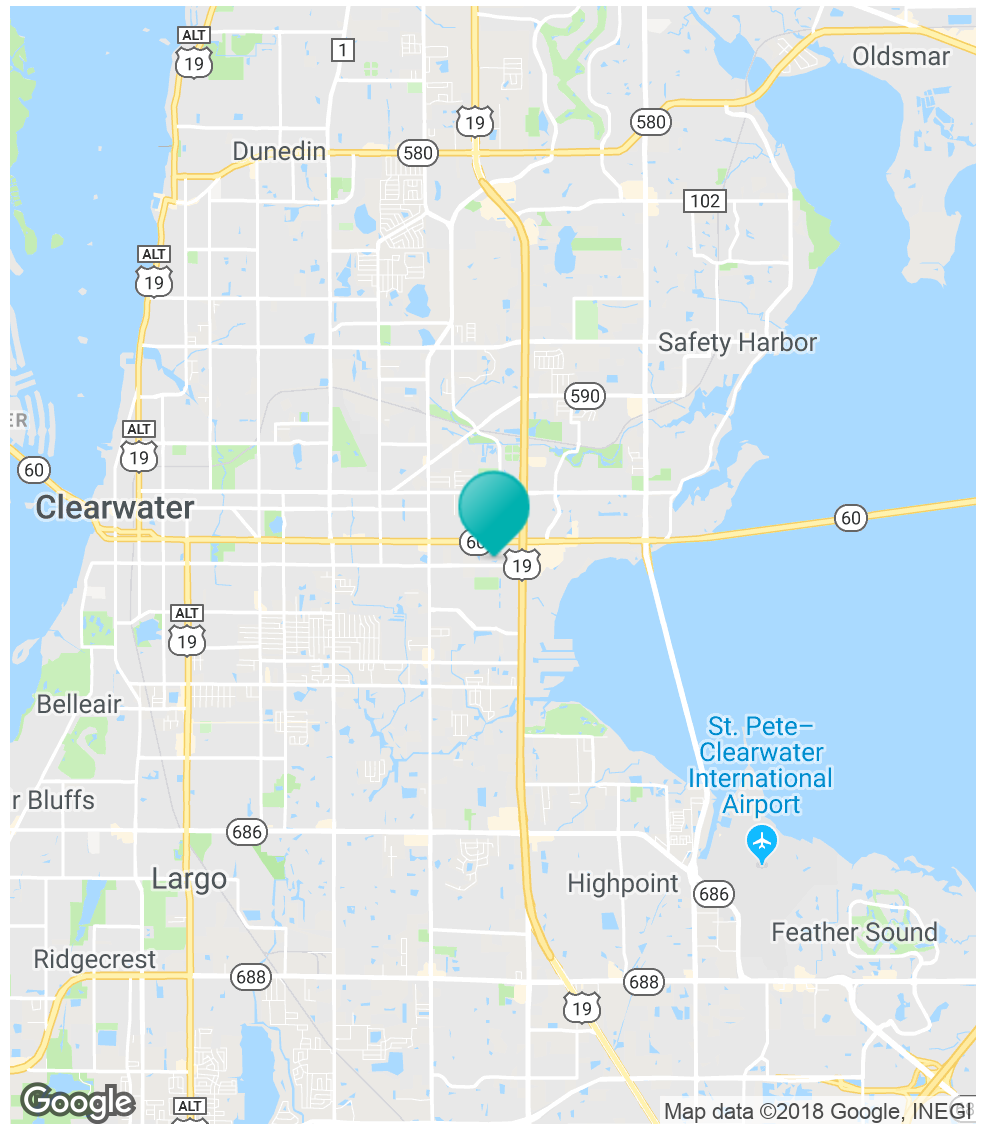 ALT
19
1
Oldsmar
19
580
Dunedin
580
102
ALT
19
Safety Harbor
590
ER
ALT
19
60
Clearwater
60
60
19
ALT
19
Belleair
St. Pete–
Clearwater
International
Airport
r Bluffs
686
Largo
Highpoint
686
Feather Sound
Ridgecrest
688
688
19
ALT
Google
Map data ©2018 Google, INEGI